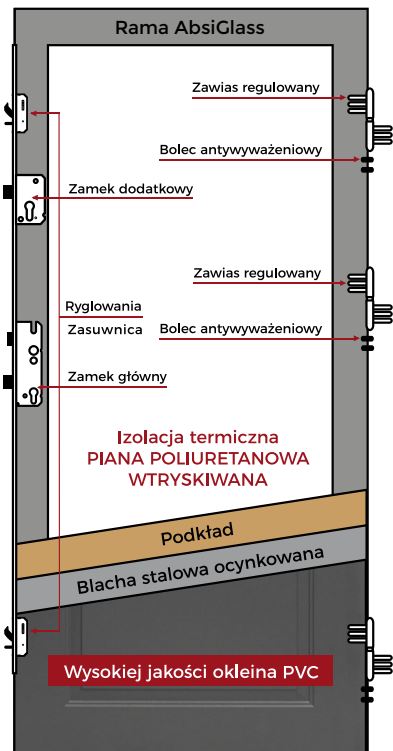 Rama AbsiGlass
Zawias regulowany
Bolec antywyważeniowy
Zamek dodatkowy
Zawias regulowany
Ryglowania
Zasuwnica
Bolec antywyważeniowy
Zamek główny
Izolacja termiczna
PIANA POLIURETANOWA
WTRYSKIWANA
Podkład
Blacha stalowa ocynkowana
Wysokiej jakości okleina PVC